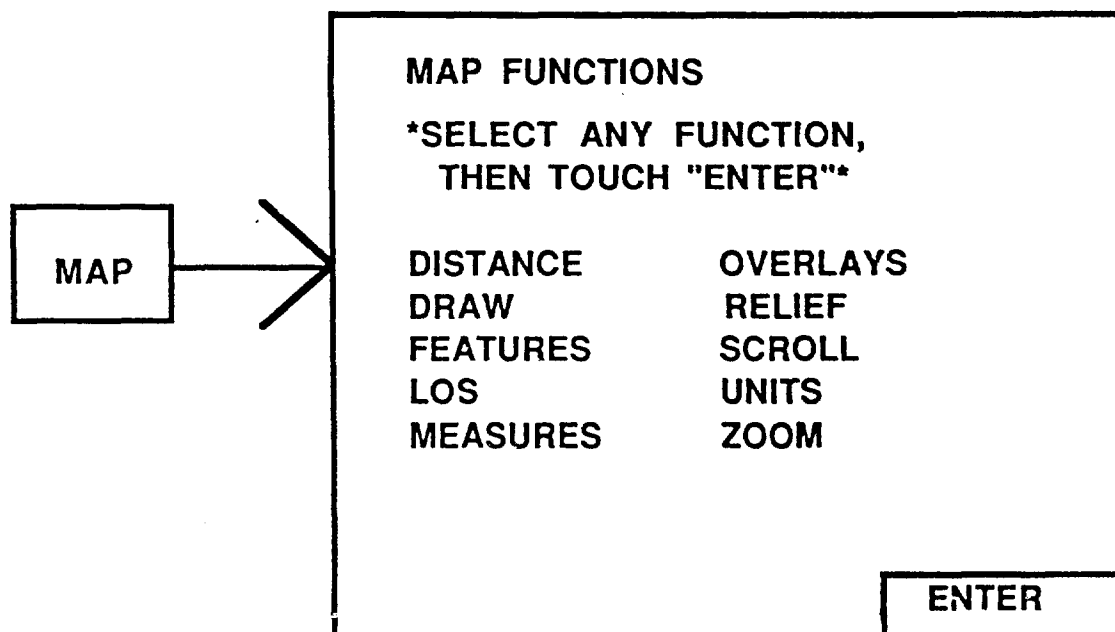 MAP FUNCTIONS
*SELECT ANY FUNCTION,
THEN TOUCH "ENTER"*
MAP
DISTANCE OVERLAYS
DRAW RELIEF
FEATURES SCROLL
LOS UNITS
MEASURES ZOOM
ENTER